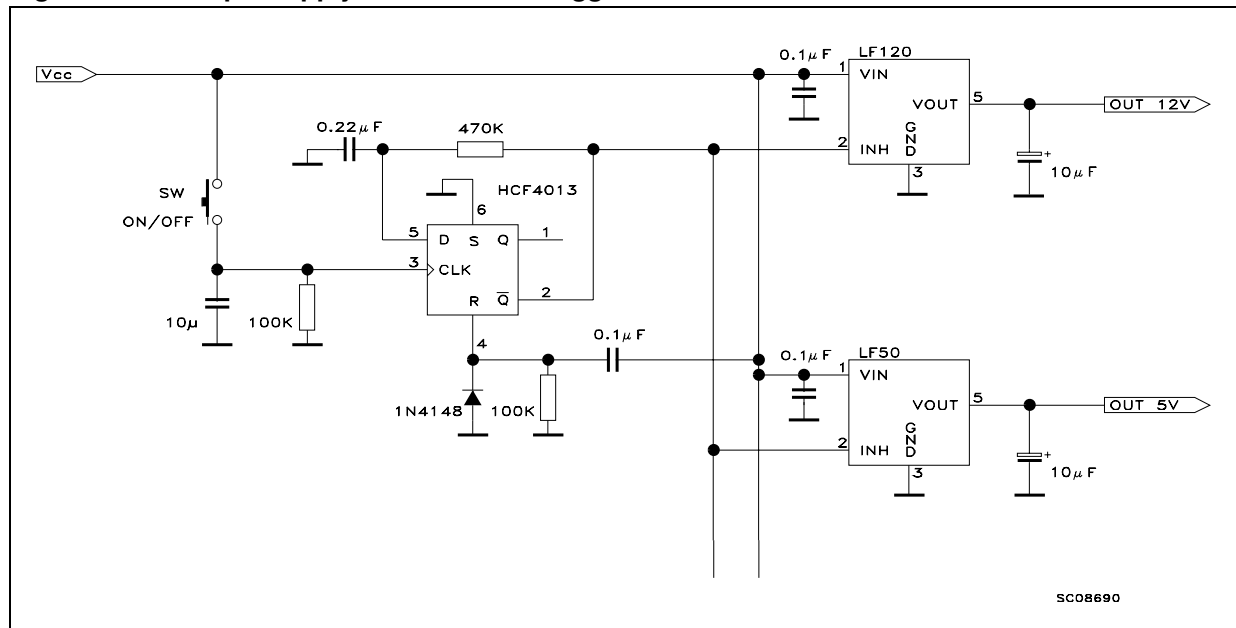 Vcc
SW
ON/OFF
10μ
100K
0.22μF
470K
HCF4013
6
5 D S Q 1
3 CLK
R Q 2
4
1N4148
100K
0.1μF
0.1μF
LF120
1 VIN
VOUT 5
2 INH
GND
3
OUT 12V
+
10μF
0.1μF
LF50
1 VIN
VOUT 5
2 INH
GND
3
OUT 5V
+
10μF
SC08690